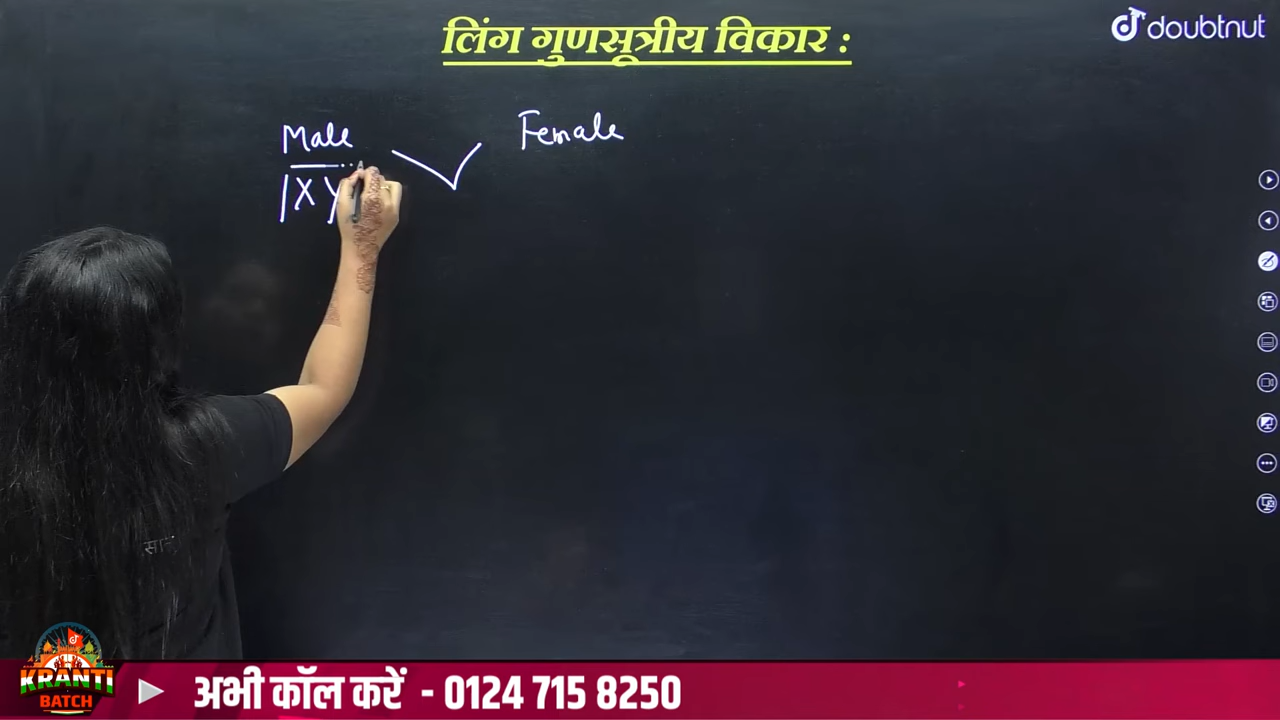 लिंग गुणसूत्रीय विकार :
doubtnut
Male
Female
XY
KRANTI
BATCH
अभी कॉल करें - 0124 715 8250